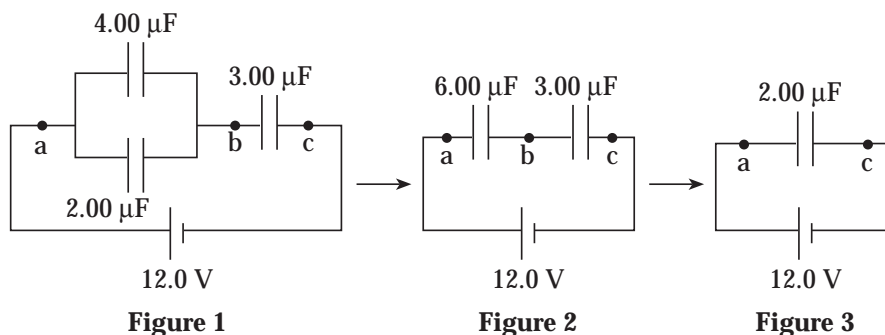 4.00 µF
3.00 µF
a
b
c
2.00 µF
12.0 V
Figure 1
6.00 µF
3.00 µF
a
b
c
12.0 V
Figure 2
2.00 µF
a
c
12.0 V
Figure 3